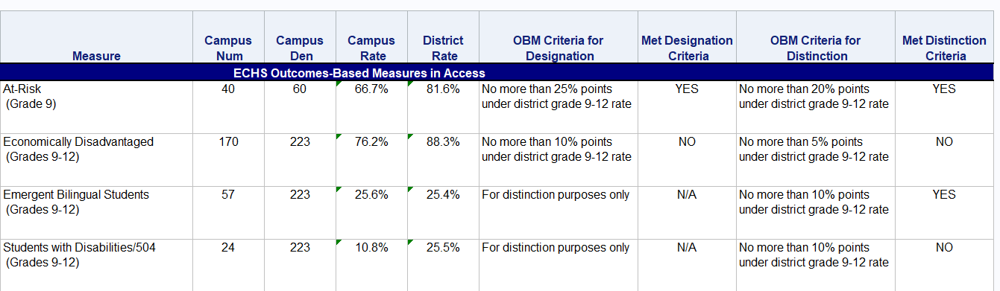 Measure Campus Num Campus Den Campus Rate District Rate OBM Criteria for Designation Met Designation Criteria OBM Criteria for Distinction Met Distinction Criteria
ECHS Outcomes-Based Measures in Access
At-Risk 40 60 66.7% 81.6% No more than 25% points YES No more than 20% points YES
(Grade 9) under district grade 9-12 rate under district grade 9-12 rate
Economically Disadvantaged 170 223 76.2% 88.3% No more than 10% points NO No more than 5% points NO
(Grades 9-12) under district grade 9-12 rate under district grade 9-12 rate
Emergent Bilingual Students 57 223 25.6% 25.4% For distinction purposes only N/A No more than 10% points YES
(Grades 9-12) under district grade 9-12 rate
Students with Disabilities/504 24 223 10.8% 25.5% For distinction purposes only N/A No more than 10% points NO
(Grades 9-12) under district grade 9-12 rate